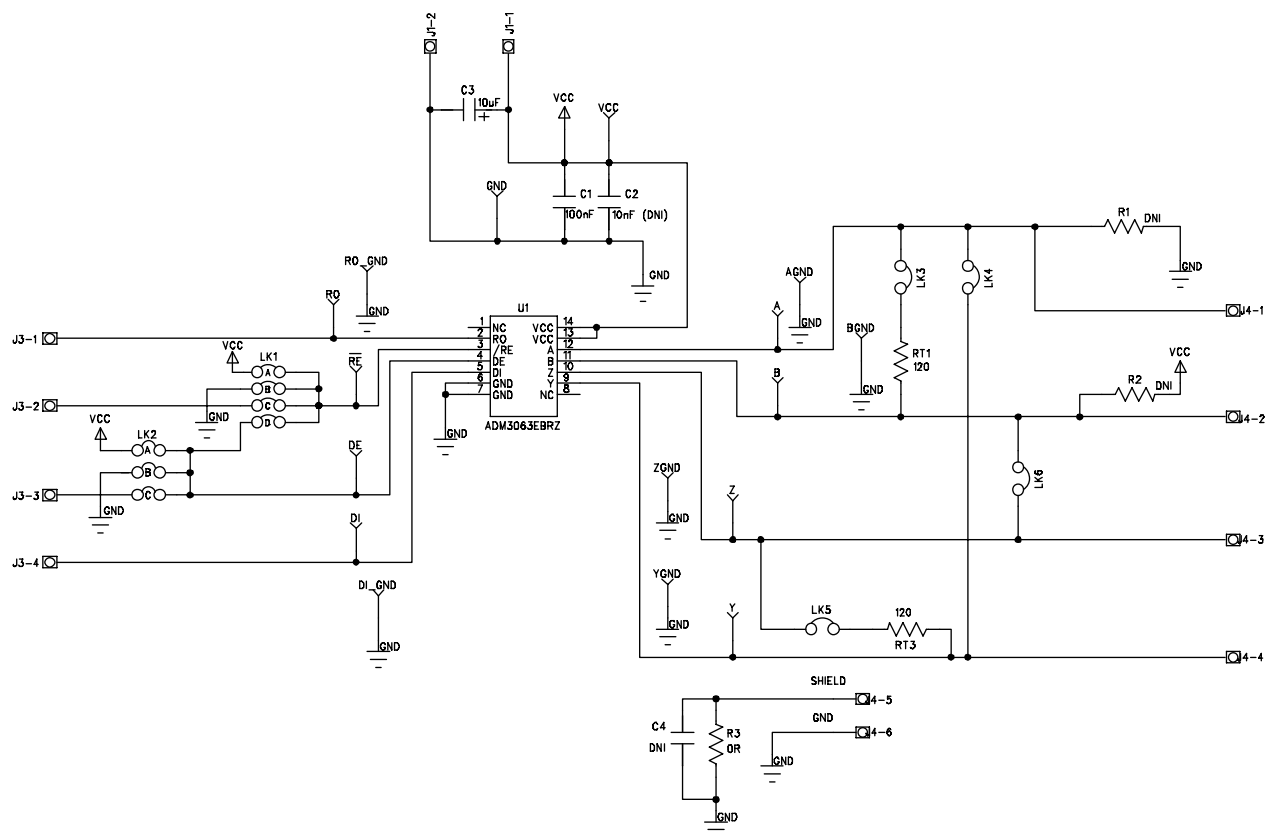 J1-2
J1-1
C3
10uF
+
VCC
VCC
GND
C1
100nF
C2
10nF (DNI)
GND
R1
DNI
GND
RO_GND
RO
GND
AGND
A
GND
BGND
GND
B
LK3
LK4
J4-1
U1
1 NC VCC 14
2 RO VCC 13
3 /RE A 12
4 DE B 11
5 DI Z 10
6 GND Y 9
7 GND NC 8
ADM3063EBRZ
GND
J3-1
VCC
LK1
A
B
C
D
GND
RE
J3-2
RT1
120
VCC
R2
DNI
J4-2
VCC
LK2
A
B
C
GND
DE
J3-3
ZGND
GND
Z
LK6
J4-3
DI
J3-4
DI_GND
GND
YGND
GND
Y
LK5
120
RT3
J4-4
SHIELD
J4-5
C4
DNI
R3
0R
GND
GND
J4-6
GND